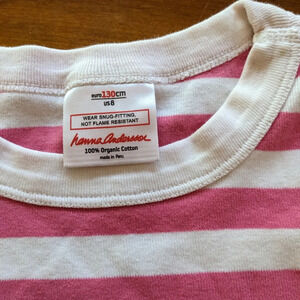 euro 130cm
US 8
WEAR SNUG-FITTING,
NOT FLAME RESISTANT
hanna andersson
100% Organic Cotton
made in Peru